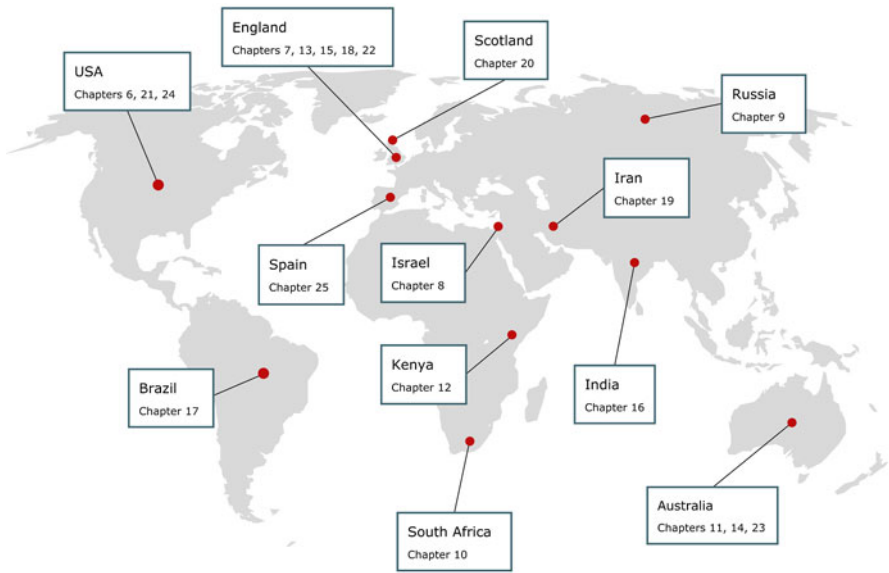 England
Chapters 7, 13, 15, 18, 22
Scotland
Chapter 20
USA
Chapters 6, 21, 24
Russia
Chapter 9
Iran
Chapter 19
Spain
Chapter 25
Israel
Chapter 8
Kenya
Chapter 12
Brazil
Chapter 17
India
Chapter 16
Australia
Chapters 11, 14, 23
South Africa
Chapter 10